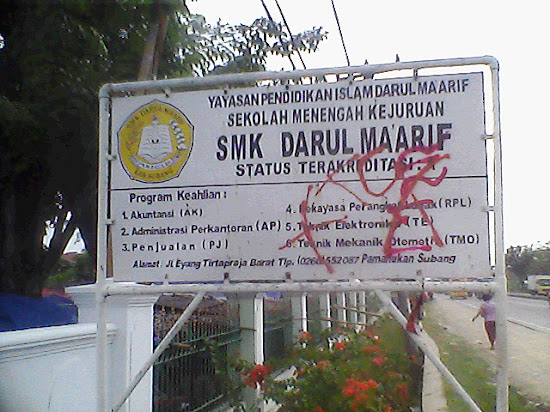 YAYASAN PENDIDIKAN ISLAM DARUL MA'ARIF
SEKOLAH MENENGAH KEJURUAN
SMK DARUL MA'ARIF
STATUS TERAKREDITASI :
Program Keahlian :
1. Akuntansi (AK)
2. Administrasi Perkantoran (AP)
3. Penjualan (PJ)
4. Rekayasa Perangkat Lunak (RPL)
5. Teknik Elektronika (TE)
6. Teknik Mekanik Otomotif (TMO)
Alamat : Jl Eyang Tirtapraja Barat Tlp. (0260) 552087 Pamanukan Subang